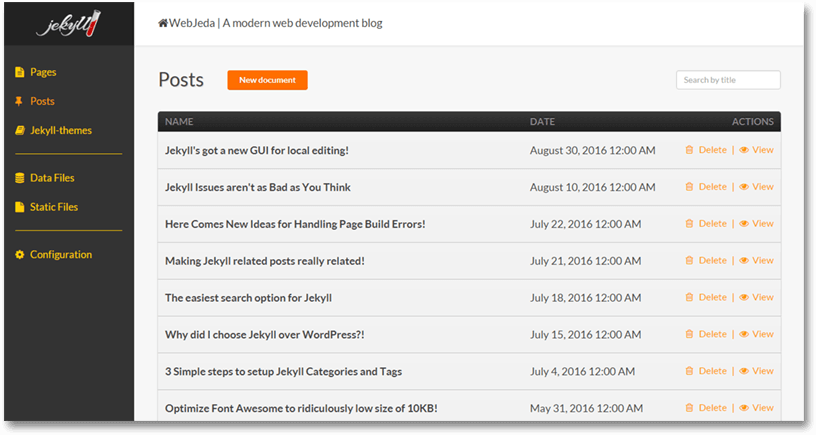 jekyll
WebJeda | A modern web development blog
Pages
Posts
Jekyll-themes
Data Files
Static Files
Configuration
Posts New document Search by title
NAME DATE ACTIONS
Jekyll's got a new GUI for local editing! August 30, 2016 12:00 AM Delete | View
Jekyll Issues aren't as Bad as You Think August 10, 2016 12:00 AM Delete | View
Here Comes New Ideas for Handling Page Build Errors! July 22, 2016 12:00 AM Delete | View
Making Jekyll related posts really related! July 21, 2016 12:00 AM Delete | View
The easiest search option for Jekyll July 18, 2016 12:00 AM Delete | View
Why did I choose Jekyll over WordPress?! July 15, 2016 12:00 AM Delete | View
3 Simple steps to setup Jekyll Categories and Tags July 4, 2016 12:00 AM Delete | View
Optimize Font Awesome to ridiculously low size of 10KB! May 31, 2016 12:00 AM Delete | View